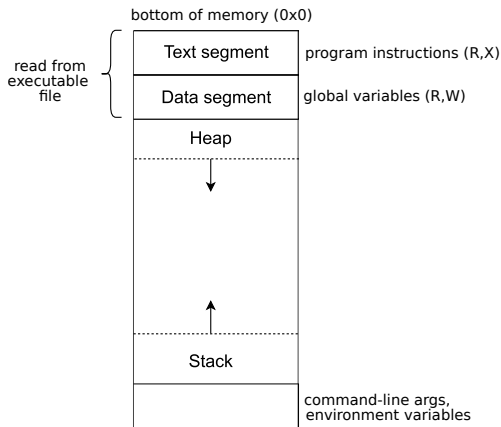 bottom of memory (0x0)
Text segment
program instructions (R,X)
read from
executable
file
Data segment
global variables (R,W)
Heap
Stack
command-line args,
environment variables